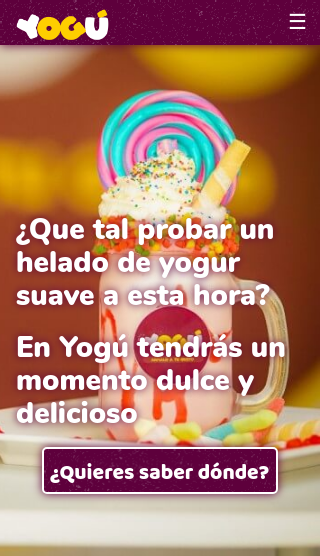 YOGÚ
☰
¿Que tal probar un
helado de yogur
suave a esta hora?
YOGÚ
En Yogú tendrás un
momento dulce y
delicioso
¿Quieres saber dónde?